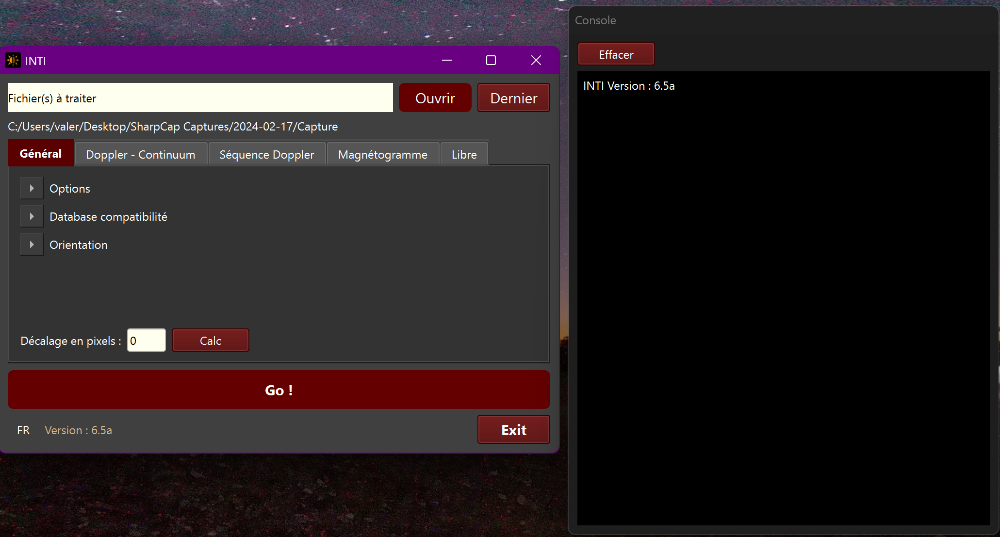 INTI
Fichier(s) à traiter
Ouvrir
Dernier
C:/Users/valer/Desktop/SharpCap Captures/2024-02-17/Capture
Général
Doppler - Continuum
Séquence Doppler
Magnétogramme
Libre
Options
Database compatibilité
Orientation
Décalage en pixels :
0
Calc
Go !
FR
Version : 6.5a
Exit
Console
Effacer
INTI Version : 6.5a